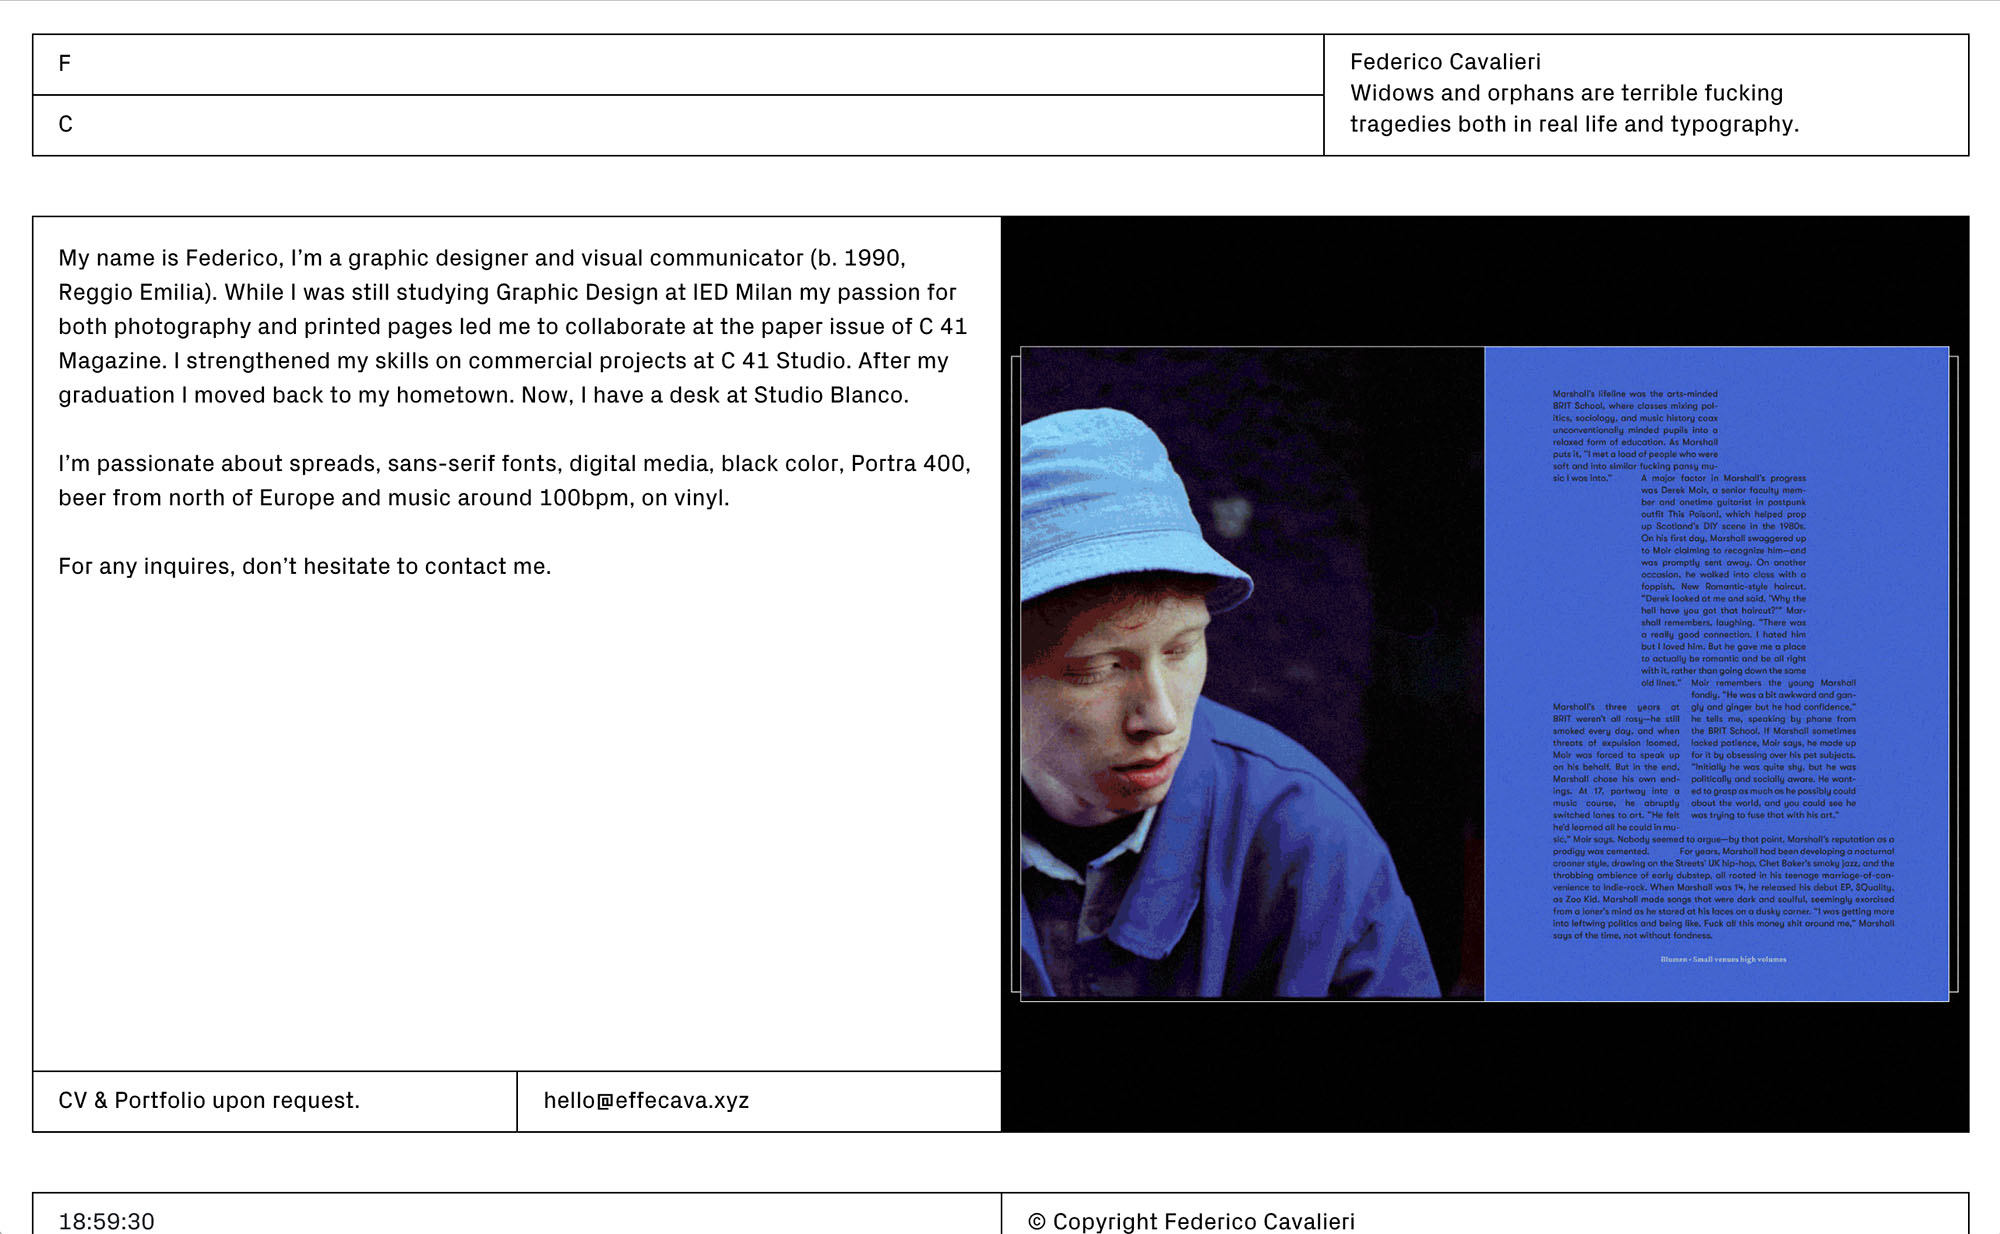 F
C
Federico Cavalieri
Widows and orphans are terrible fucking
tragedies both in real life and typography.
My name is Federico, I’m a graphic designer and visual communicator (b. 1990,
Reggio Emilia). While I was still studying Graphic Design at IED Milan my passion for
both photography and printed pages led me to collaborate at the paper issue of C 41
Magazine. I strengthened my skills on commercial projects at C 41 Studio. After my
graduation I moved back to my hometown. Now, I have a desk at Studio Blanco.
I’m passionate about spreads, sans-serif fonts, digital media, black color, Portra 400,
beer from north of Europe and music around 100bpm, on vinyl.
For any inquires, don’t hesitate to contact me.
CV & Portfolio upon request.
hello@effecava.xyz
Marshall’s lifeline was the arts-minded
BRIT School, where classes mixing pol-
itics, sociology, and music history coax
unconventionally minded pupils into a
relaxed form of education. As Marshall
puts it, “I met a load of people who were
soft and into similar fucking pansy mu-
sic I was into.”
A major factor in Marshall’s progress
was Derek Moir, a senior faculty mem-
ber and onetime guitarist in postpunk
outfit This Poison!, which helped prop
up Scotland’s DIY scene in the 1980s.
On his first day, Marshall swaggered up
to Moir claiming to recognize him—and
was promptly sent away. On another
occasion, he walked into class with a
foppish, New Romantic-style haircut.
“Derek looked at me and said, ‘Why the
hell have you got that haircut?’” Mar-
shall remembers, laughing. “There was
a really good connection. I hated him
but I loved him. But he gave me a place
to actually be romantic and be all right
with it, rather than going down the same
old lines.”
Moir remembers the young Marshall
fondly. “He was a bit awkward and gan-
gly and ginger but he had confidence,”
he tells me, speaking by phone from
the BRIT School. If Marshall sometimes
lacked patience, Moir says, he made up
for it by obsessing over his pet subjects.
“Initially he was quite shy, but he was
politically and socially aware. He want-
ed to grasp as much as he possibly could
about the world, and you could see he
was trying to fuse that with his art.”
Marshall’s three years at
BRIT weren’t all rosy—he still
smoked every day, and when
threats of expulsion loomed,
Moir was forced to speak up
on his behalf. But in the end,
Marshall chose his own end-
ings. At 17, partway into a
music course, he abruptly
switched lanes to art. “He felt
he’d learned all he could in mu-
sic,” Moir says. Nobody seemed to argue—by that point, Marshall’s reputation as a
prodigy was cemented. For years, Marshall had been developing a nocturnal
crooner style, drawing on the Streets’ UK hip-hop, Chet Baker’s smoky jazz, and the
throbbing ambience of early dubstep, all rooted in his teenage marriage-of-con-
venience to indie-rock. When Marshall was 14, he released his debut EP, $Quality,
as Zoo Kid. Marshall made songs that were dark and soulful, seemingly exorcised
from a loner’s mind as he stared at his laces on a dusky corner. “I was getting more
into leftwing politics and being like, Fuck all this money shit around me,” Marshall
says of the time, not without fondness.
Blumen - Small venues high volumes
18:59:30
© Copyright Federico Cavalieri